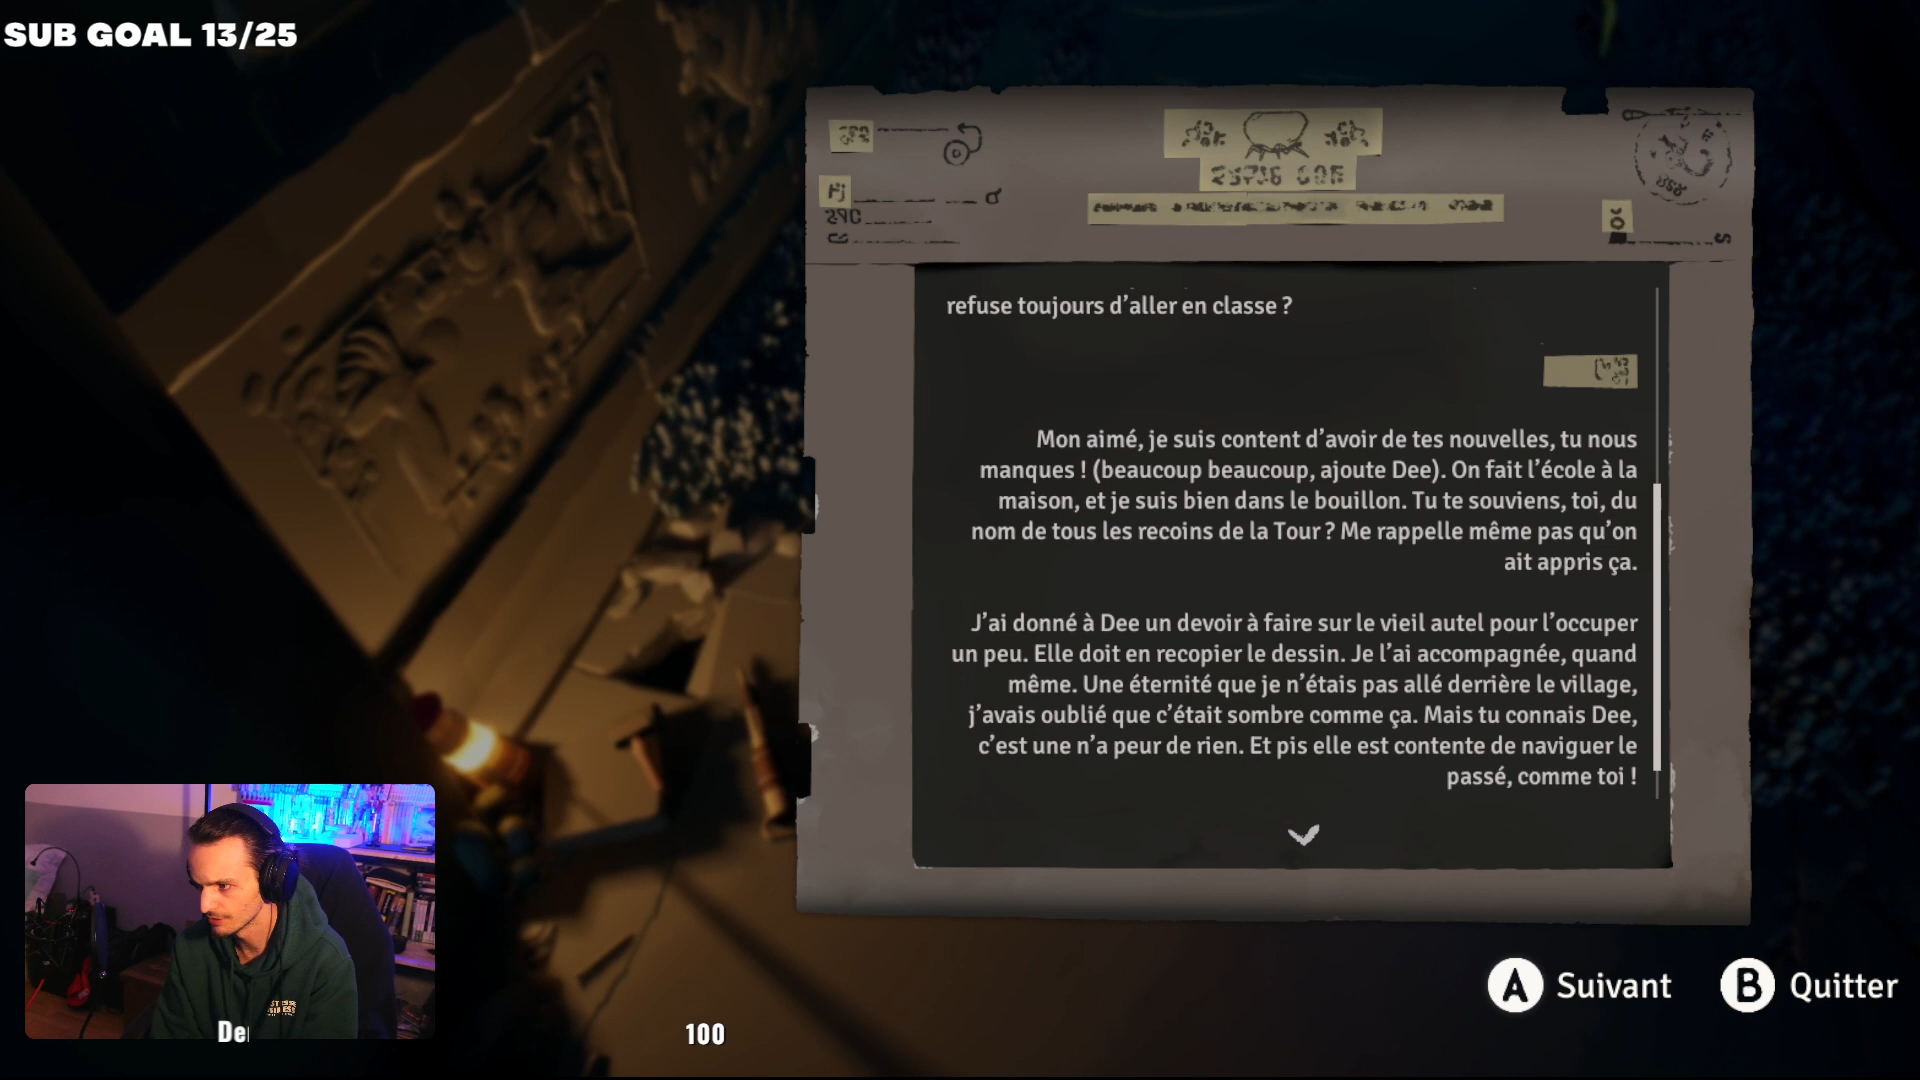 SUB GOAL 13/25
refuse toujours d’aller en classe ?
Mon aimé, je suis content d’avoir de tes nouvelles, tu nous
manques ! (beaucoup beaucoup, ajoute Dee). On fait l’école à la
maison, et je suis bien dans le bouillon. Tu te souviens, toi, du
nom de tous les recoins de la Tour ? Me rappelle même pas qu’on
ait appris ça.
J’ai donné à Dee un devoir à faire sur le vieil autel pour l’occuper
un peu. Elle doit en recopier le dessin. Je l’ai accompagnée, quand
même. Une éternité que je n’étais pas allé derrière le village,
j’avais oublié que c’était sombre comme ça. Mais tu connais Dee,
c’est une n’a peur de rien. Et pis elle est contente de naviguer le
passé, comme toi !
A Suivant
B Quitter
100